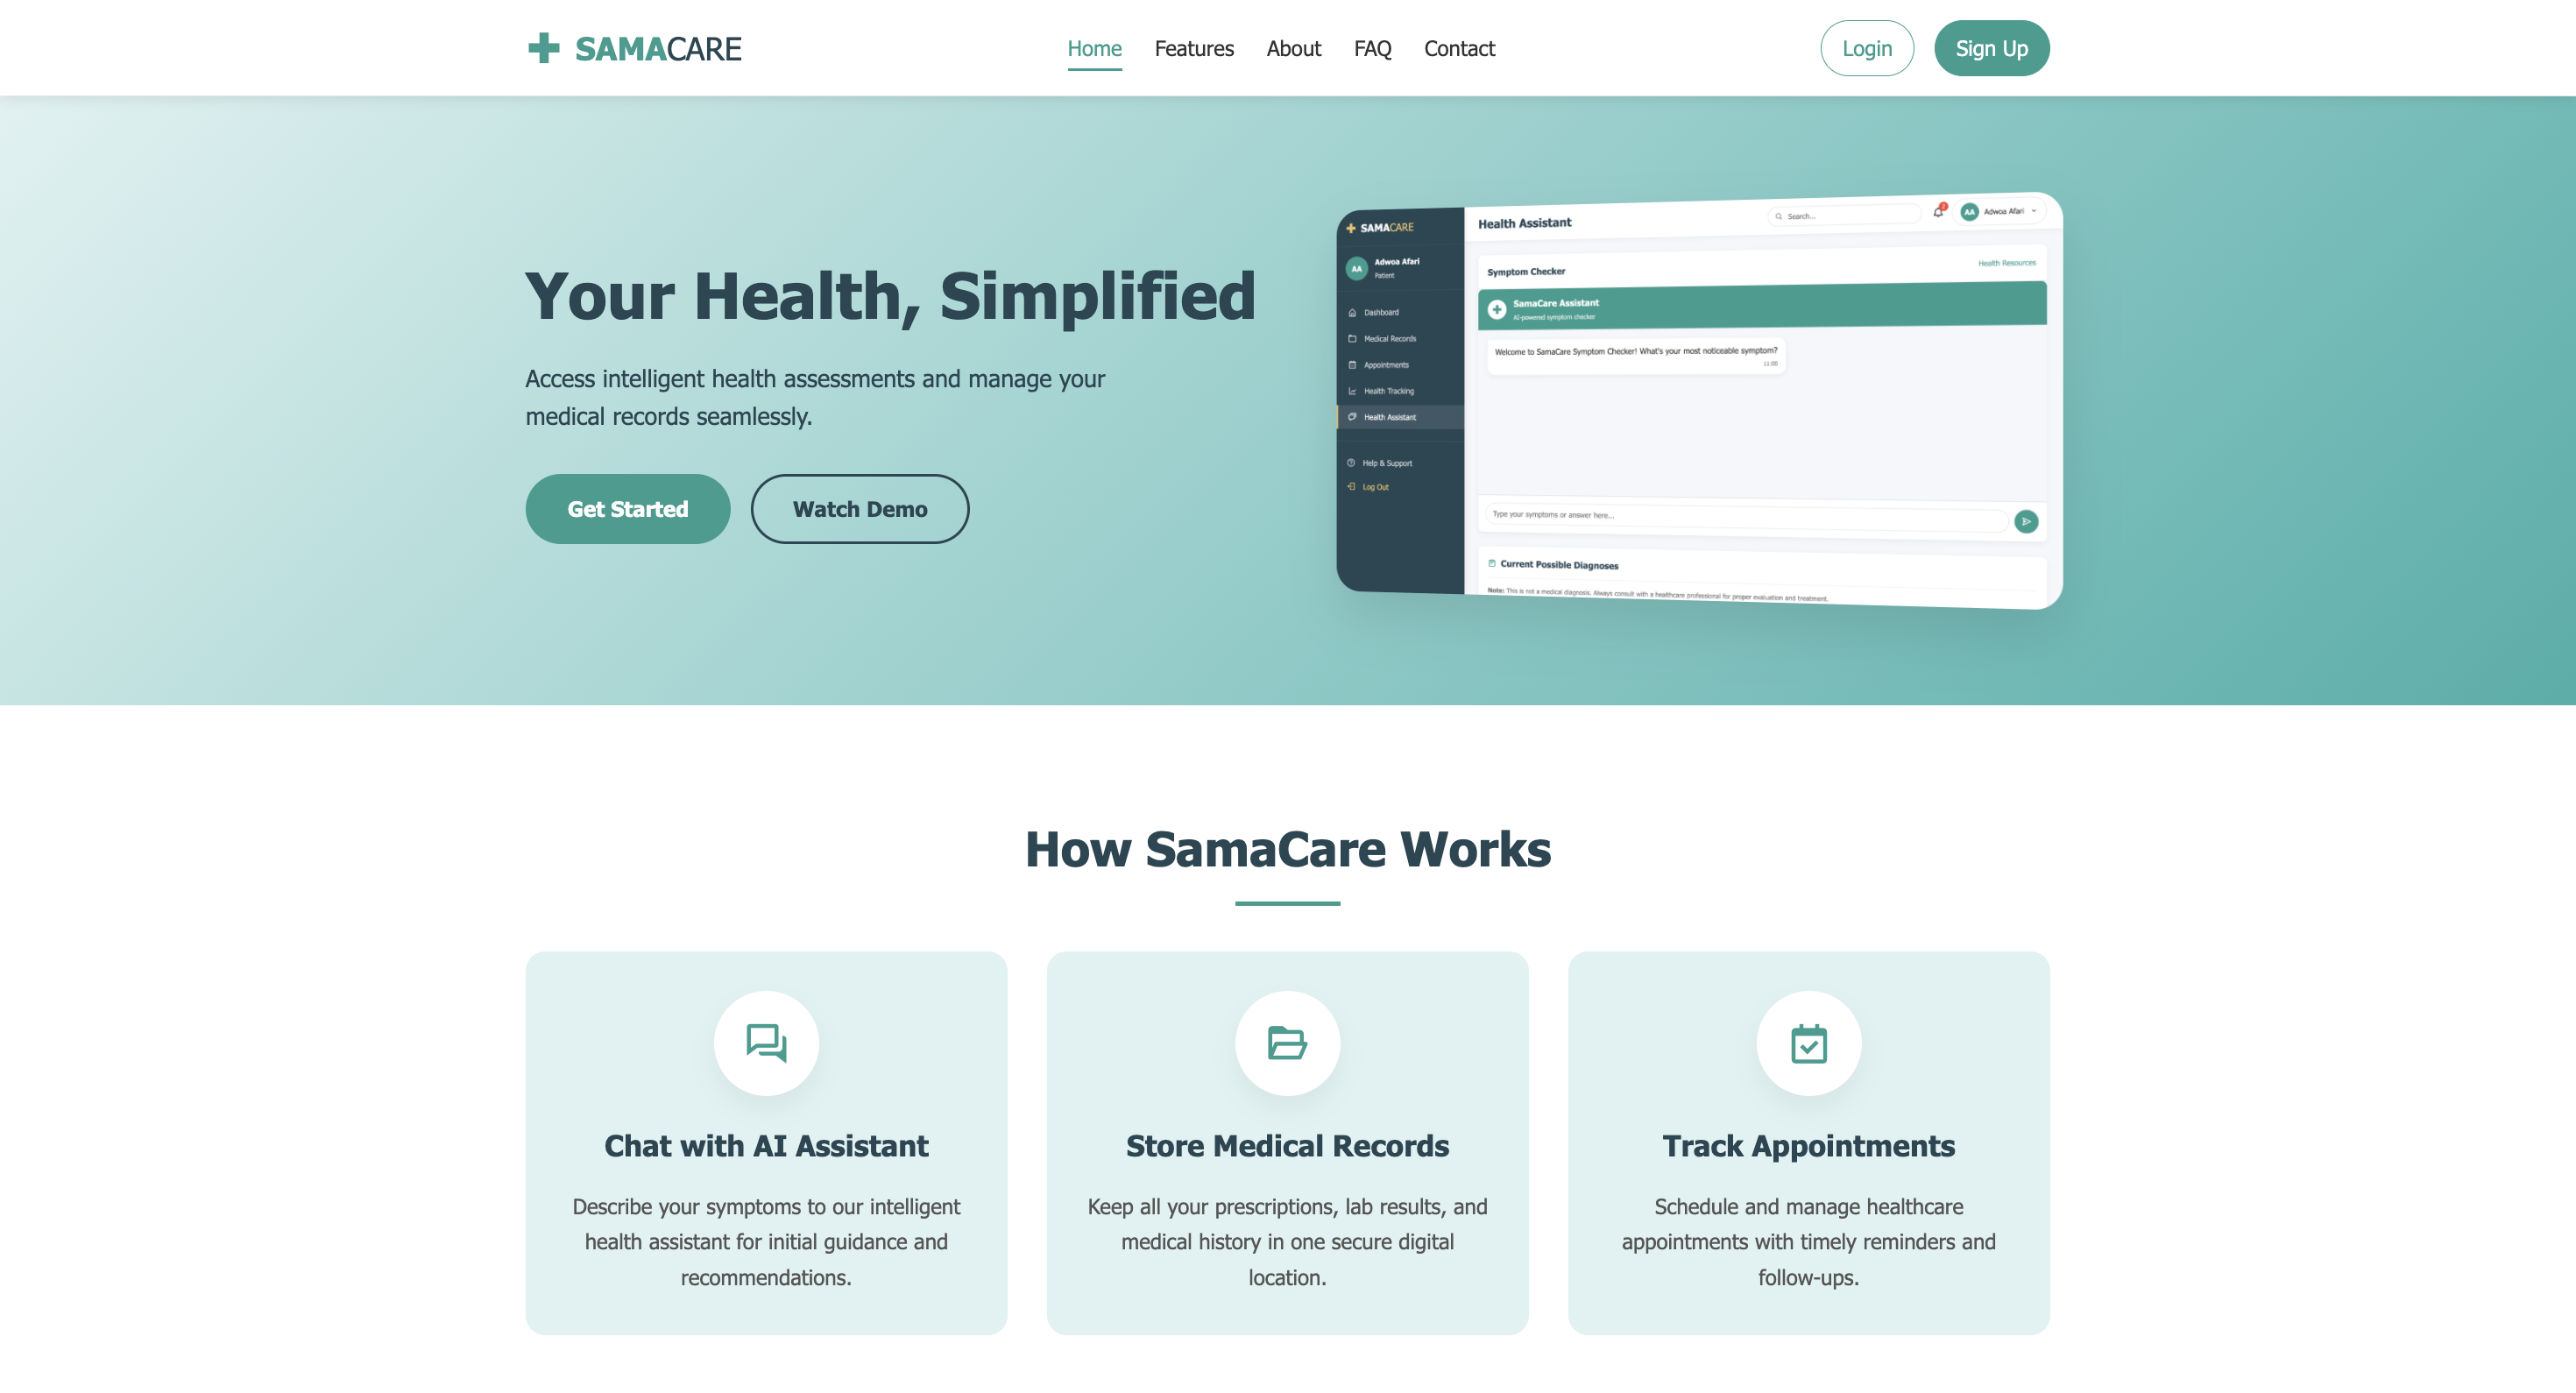 SAMACARE
Home Features About FAQ Contact
Login Sign Up
Your Health, Simplified
Access intelligent health assessments and manage your
medical records seamlessly.
Get Started Watch Demo
SAMACARE
AA Adwoa Afari
Patient
Dashboard
Medical Records
Appointments
Health Tracking
Health Assistant
Help & Support
Log Out
Health Assistant
Search...
AA Adwoa Afari
Symptom Checker Health Resources
SamaCare Assistant
AI-powered symptom checker
Welcome to SamaCare Symptom Checker! What's your most noticeable symptom?
11:00
Type your symptoms or answer here...
Current Possible Diagnoses
Note: This is not a medical diagnosis. Always consult with a healthcare professional for proper evaluation and treatment.
How SamaCare Works
Chat with AI Assistant
Describe your symptoms to our intelligent
health assistant for initial guidance and
recommendations.
Store Medical Records
Keep all your prescriptions, lab results, and
medical history in one secure digital
location.
Track Appointments
Schedule and manage healthcare
appointments with timely reminders and
follow-ups.